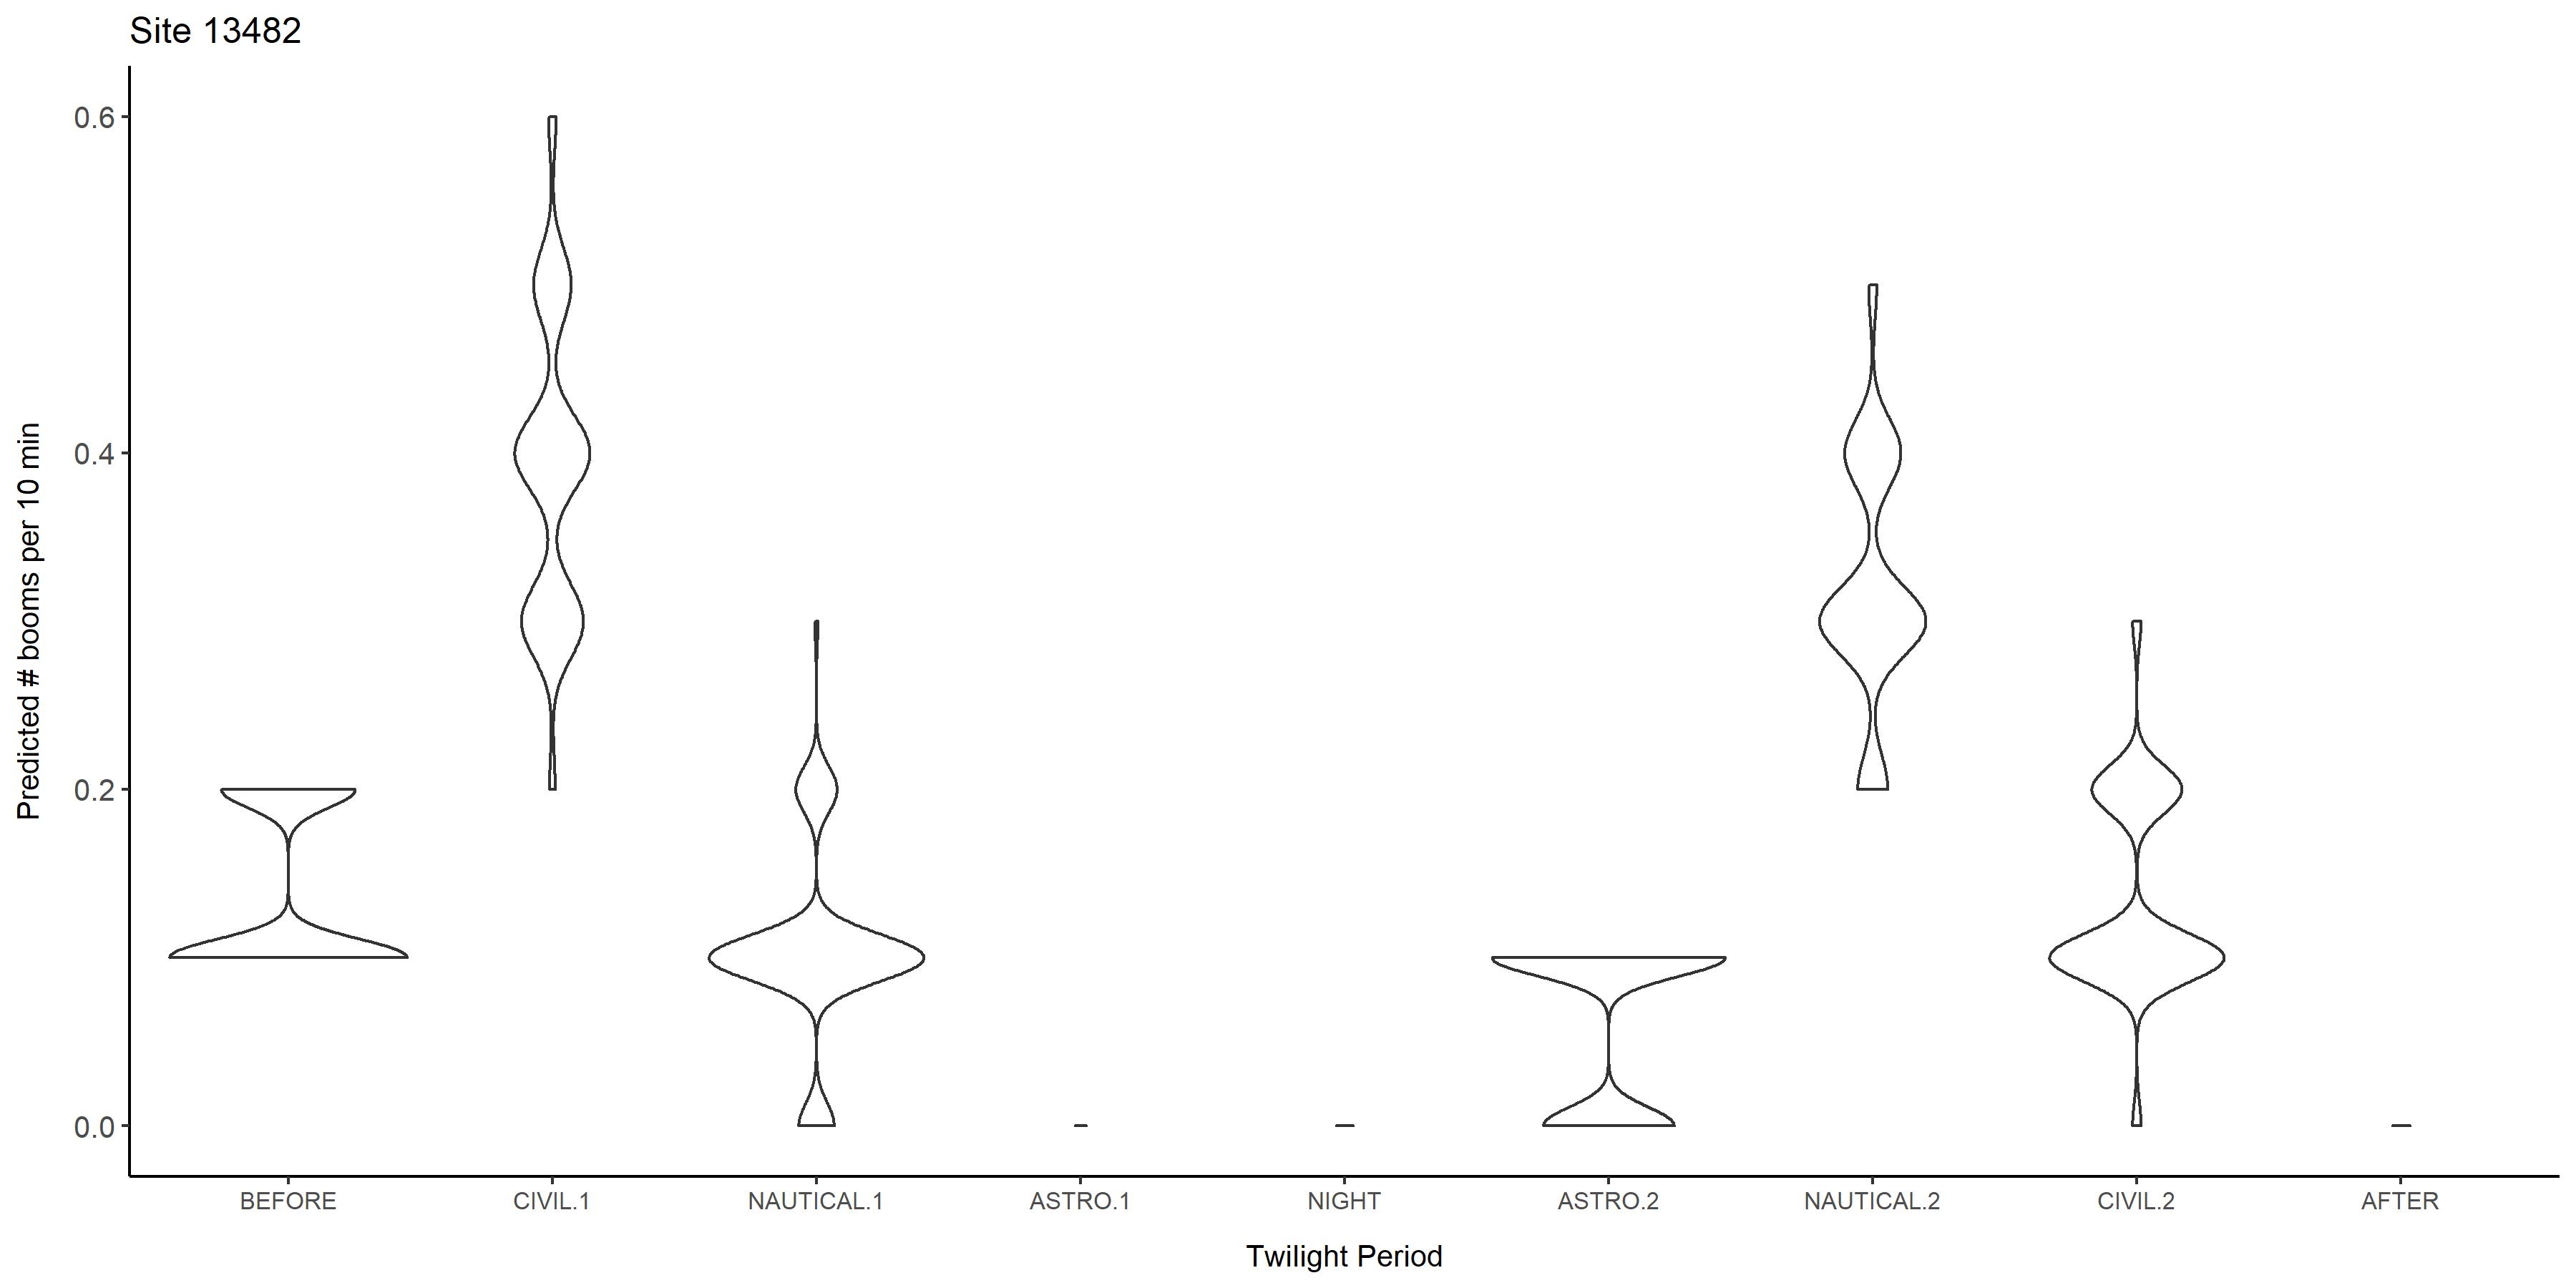 Site 13482
Predicted # booms per 10 min
0.6
0.4
0.2
0.0
BEFORE CIVIL.1 NAUTICAL.1 ASTRO.1 NIGHT ASTRO.2 NAUTICAL.2 CIVIL.2 AFTER
Twilight Period